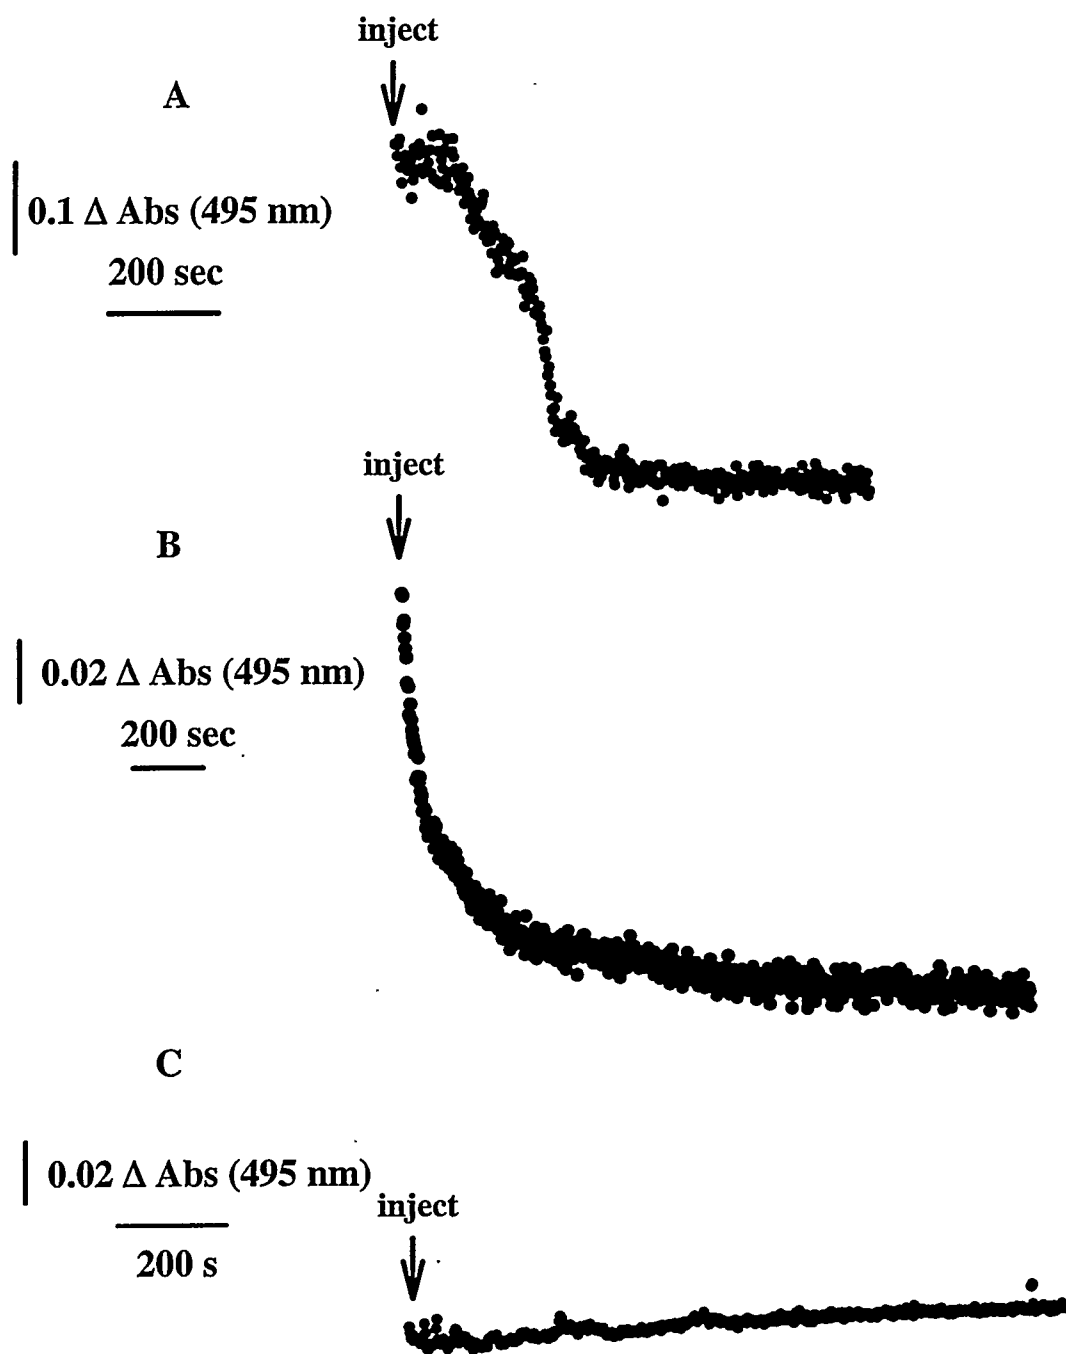 inject
A
0.1 Δ Abs (495 nm)
200 sec
inject
B
0.02 Δ Abs (495 nm)
200 sec
C
0.02 Δ Abs (495 nm)
inject
200 s